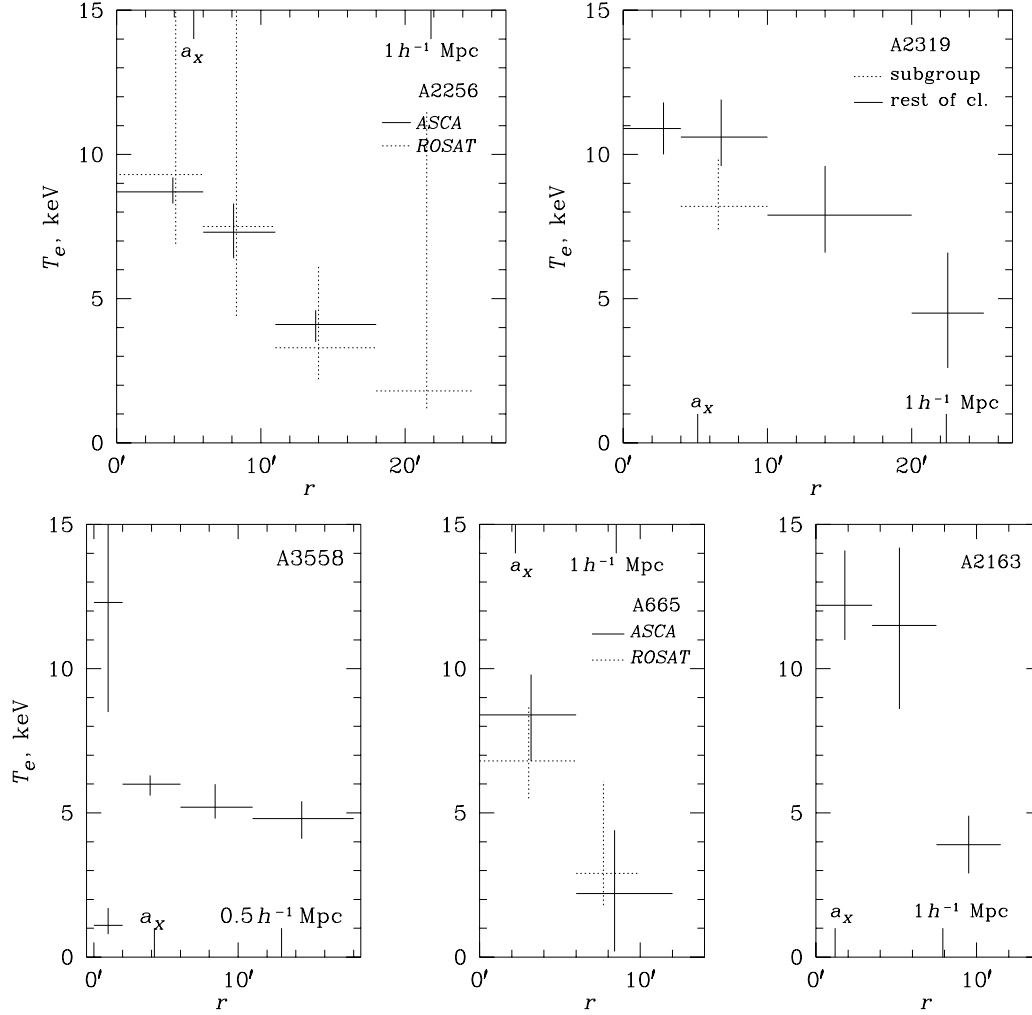 15
a_x
1 h⁻¹ Mpc
A2256
ASCA
ROSAT
10
5
0
T_e, keV
0′
10′
20′
r
15
A2319
subgroup
rest of cl.
10
5
a_x
1 h⁻¹ Mpc
0
T_e, keV
0′
10′
20′
r
15
A3558
10
5
a_x
0.5 h⁻¹ Mpc
0
T_e, keV
0′
10′
r
15
a_x
1 h⁻¹ Mpc
A665
ASCA
ROSAT
10
5
0
0′
10′
r
15
A2163
10
5
a_x
1 h⁻¹ Mpc
0
0′
10′
r